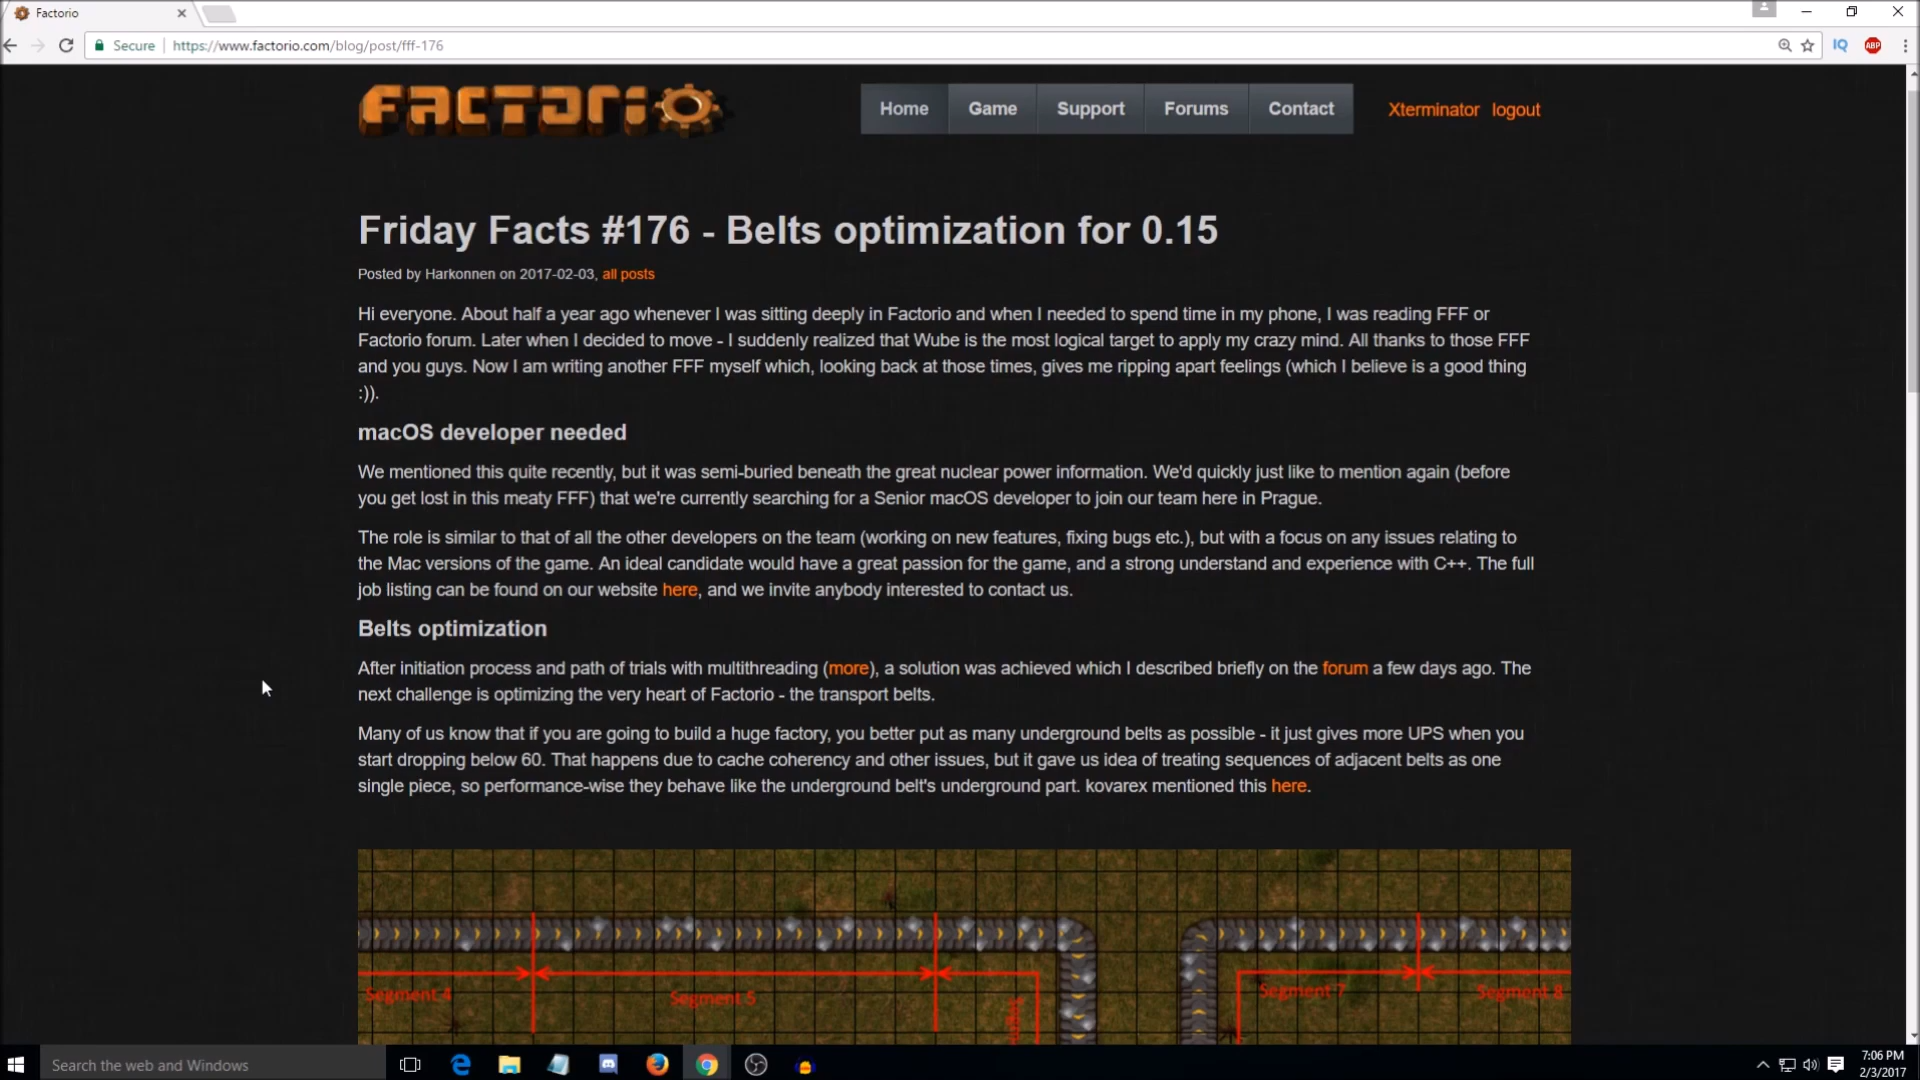 Factorio
Secure
https://www.factorio.com/blog/post/fff-176
IQ
ABP
FACTORIO
Home
Game
Support
Forums
Contact
Xterminator logout
Friday Facts #176 - Belts optimization for 0.15
Posted by Harkonnen on 2017-02-03, all posts
Hi everyone. About half a year ago whenever I was sitting deeply in Factorio and when I needed to spend time in my phone, I was reading FFF or
Factorio forum. Later when I decided to move - I suddenly realized that Wube is the most logical target to apply my crazy mind. All thanks to those FFF
and you guys. Now I am writing another FFF myself which, looking back at those times, gives me ripping apart feelings (which I believe is a good thing
:)).
macOS developer needed
We mentioned this quite recently, but it was semi-buried beneath the great nuclear power information. We'd quickly just like to mention again (before
you get lost in this meaty FFF) that we're currently searching for a Senior macOS developer to join our team here in Prague.
The role is similar to that of all the other developers on the team (working on new features, fixing bugs etc.), but with a focus on any issues relating to
the Mac versions of the game. An ideal candidate would have a great passion for the game, and a strong understand and experience with C++. The full
job listing can be found on our website here, and we invite anybody interested to contact us.
Belts optimization
After initiation process and path of trials with multithreading (more), a solution was achieved which I described briefly on the forum a few days ago. The
next challenge is optimizing the very heart of Factorio - the transport belts.
Many of us know that if you are going to build a huge factory, you better put as many underground belts as possible - it just gives more UPS when you
start dropping below 60. That happens due to cache coherency and other issues, but it gave us idea of treating sequences of adjacent belts as one
single piece, so performance-wise they behave like the underground belt's underground part. kovarex mentioned this here.
Segment 4
Segment 5
Segment 7
Segment 8
Search the web and Windows
7:06 PM
2/3/2017